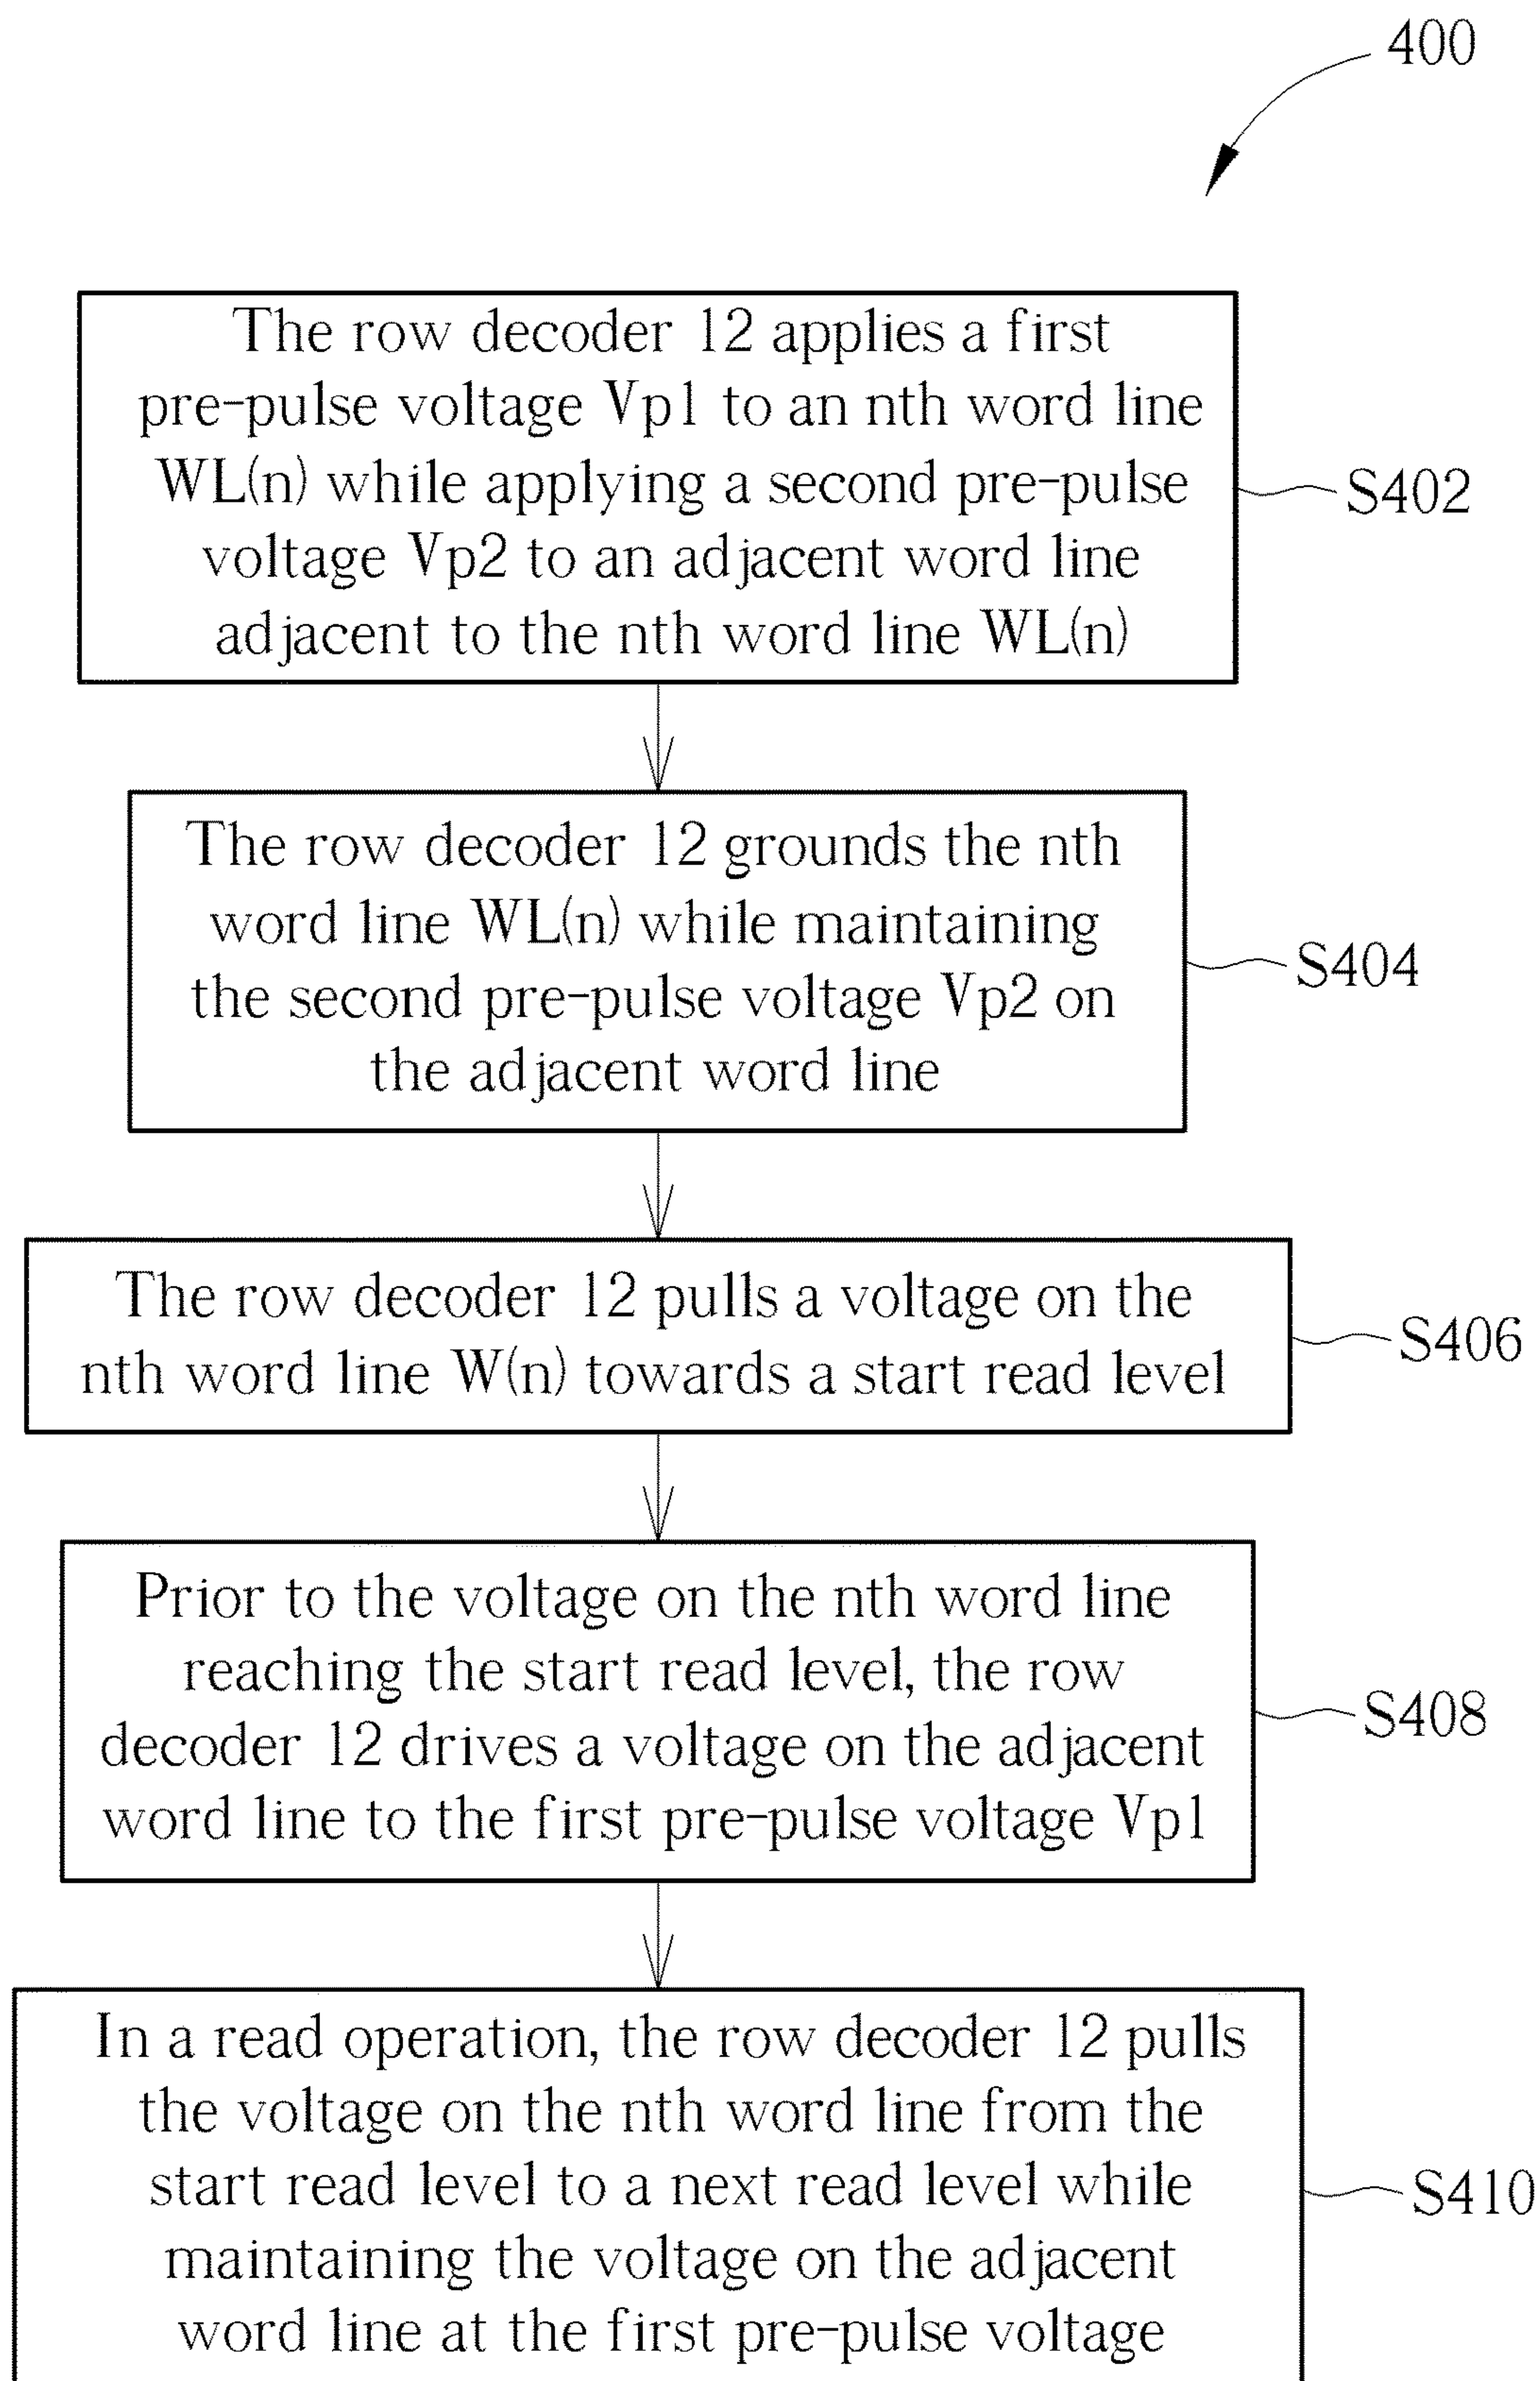 400
The row decoder 12 applies a first
pre-pulse voltage Vp1 to an nth word line
WL(n) while applying a second pre-pulse
voltage Vp2 to an adjacent word line
adjacent to the nth word line WL(n)
S402
The row decoder 12 grounds the nth
word line WL(n) while maintaining
the second pre-pulse voltage Vp2 on
the adjacent word line
S404
The row decoder 12 pulls a voltage on the
nth word line W(n) towards a start read level
S406
Prior to the voltage on the nth word line
reaching the start read level, the row
decoder 12 drives a voltage on the adjacent
word line to the first pre-pulse voltage Vp1
S408
In a read operation, the row decoder 12 pulls
the voltage on the nth word line from the
start read level to a next read level while
maintaining the voltage on the adjacent
word line at the first pre-pulse voltage
S410